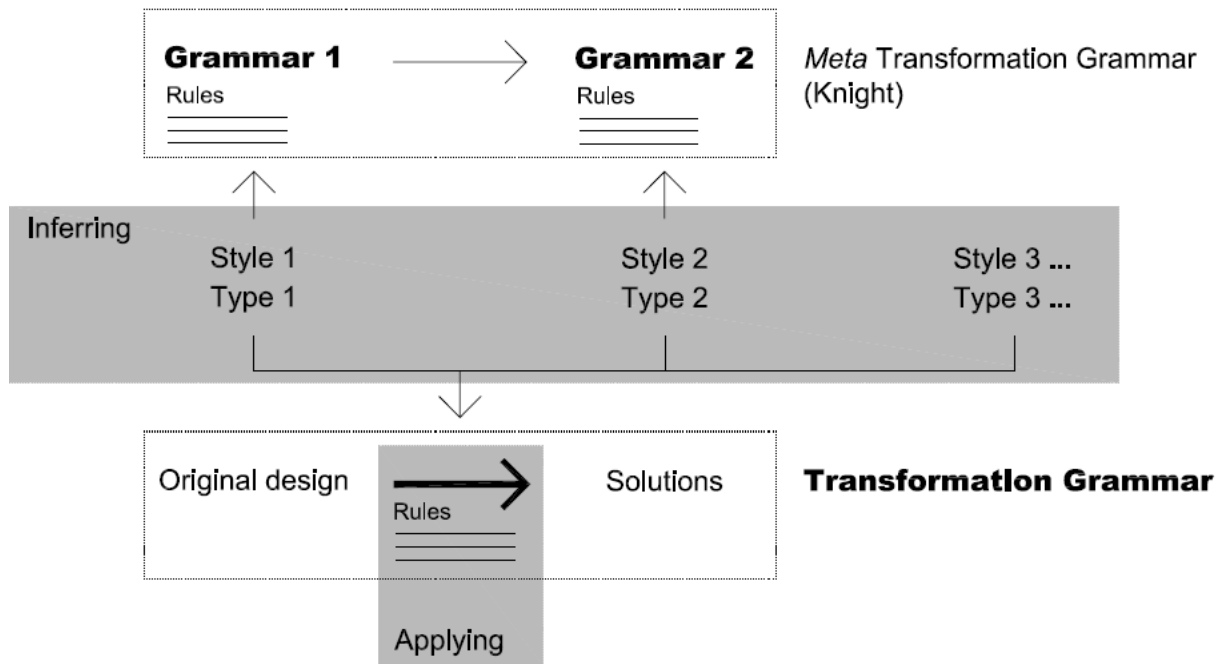 Grammar 1
Grammar 2
Meta Transformation Grammar
(Knight)
Rules
Rules
Inferring
Style 1
Type 1
Style 2
Type 2
Style 3 ...
Type 3 ...
Original design
Rules
Solutions
Transformation Grammar
Applying